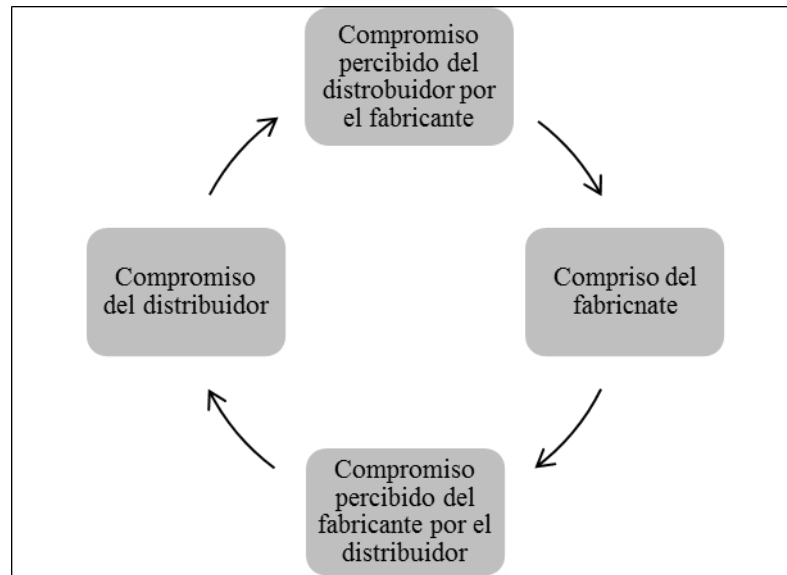 Compromiso
percibido del
distrobuidor por
el fabricante
Compromiso
del distribuidor
Compriso del
fabricnate
Compromiso
percibido del
fabricante por el
distribuidor